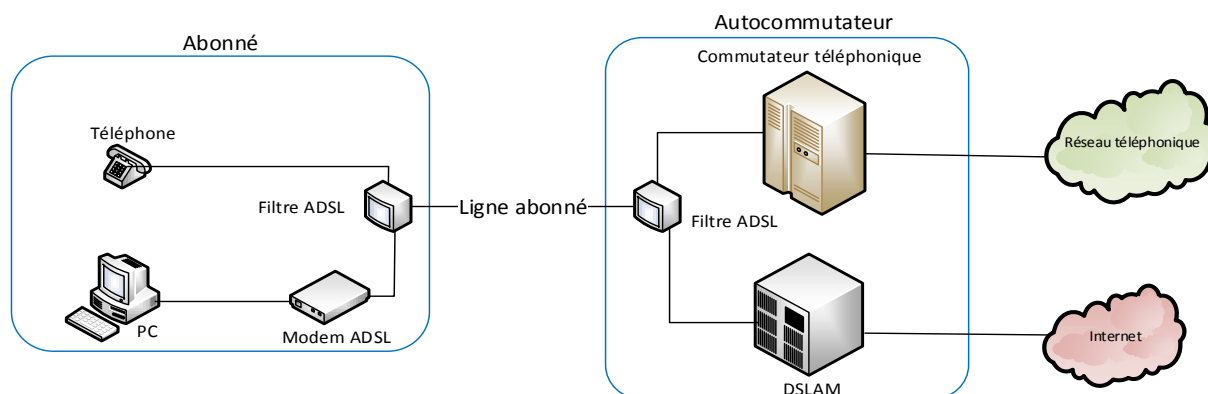 Abonné
Autocommutateur
Commutateur téléphonique
Téléphone
Réseau téléphonique
Filtre ADSL
Ligne abonné
Filtre ADSL
PC
Modem ADSL
Internet
DSLAM